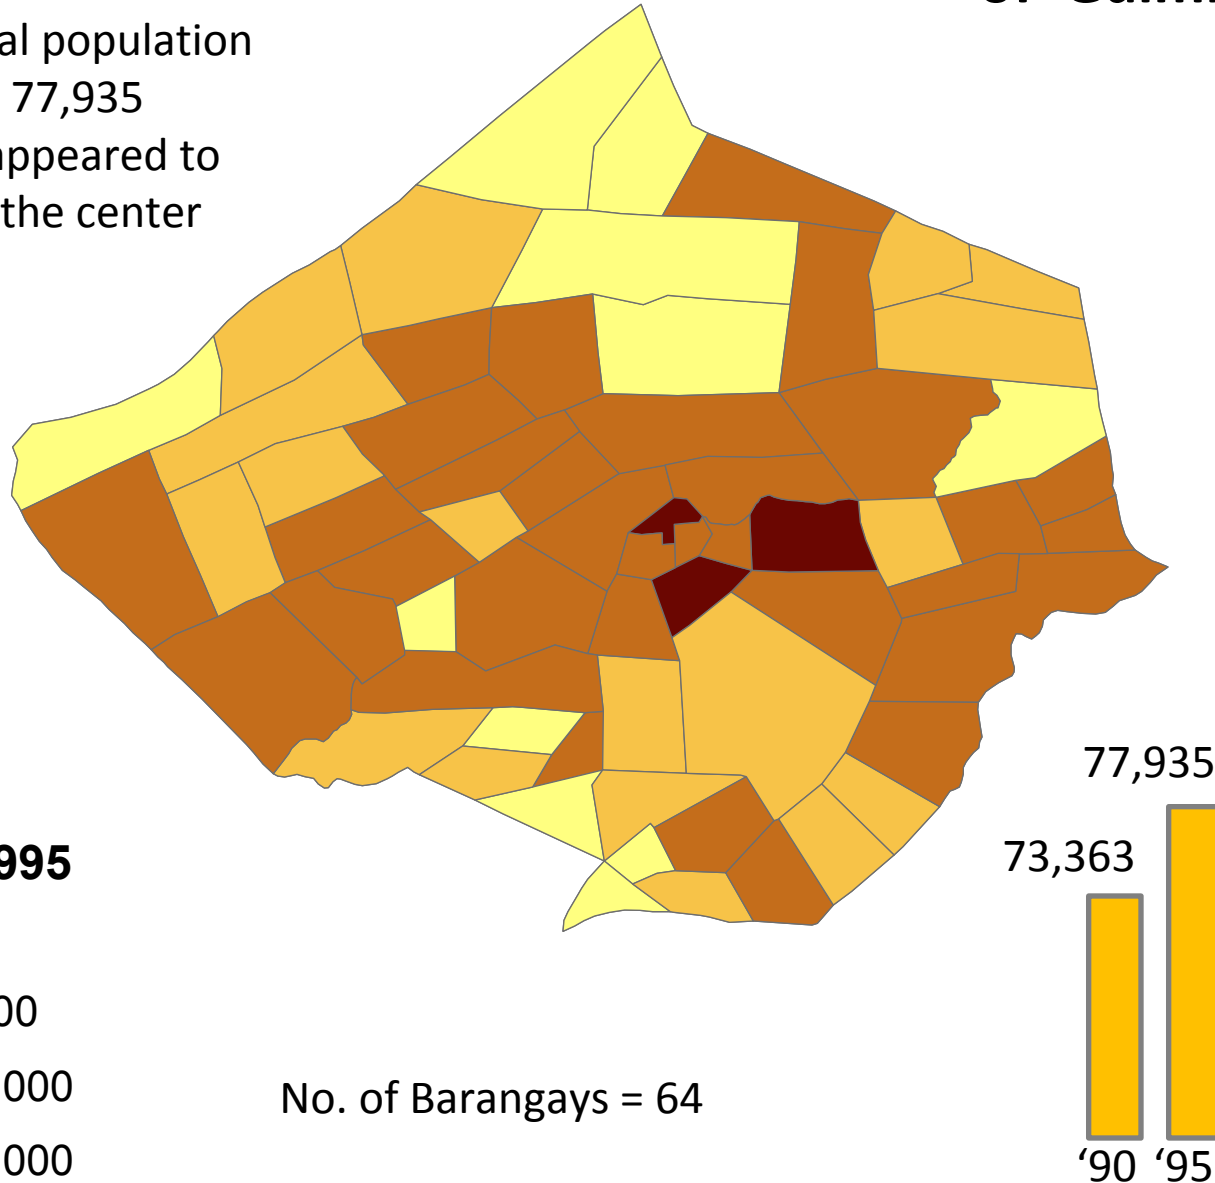 al population
77,935
appeared to
the center
995
00
000
000
No. of Barangays = 64
77,935
73,363
‘90 ‘95